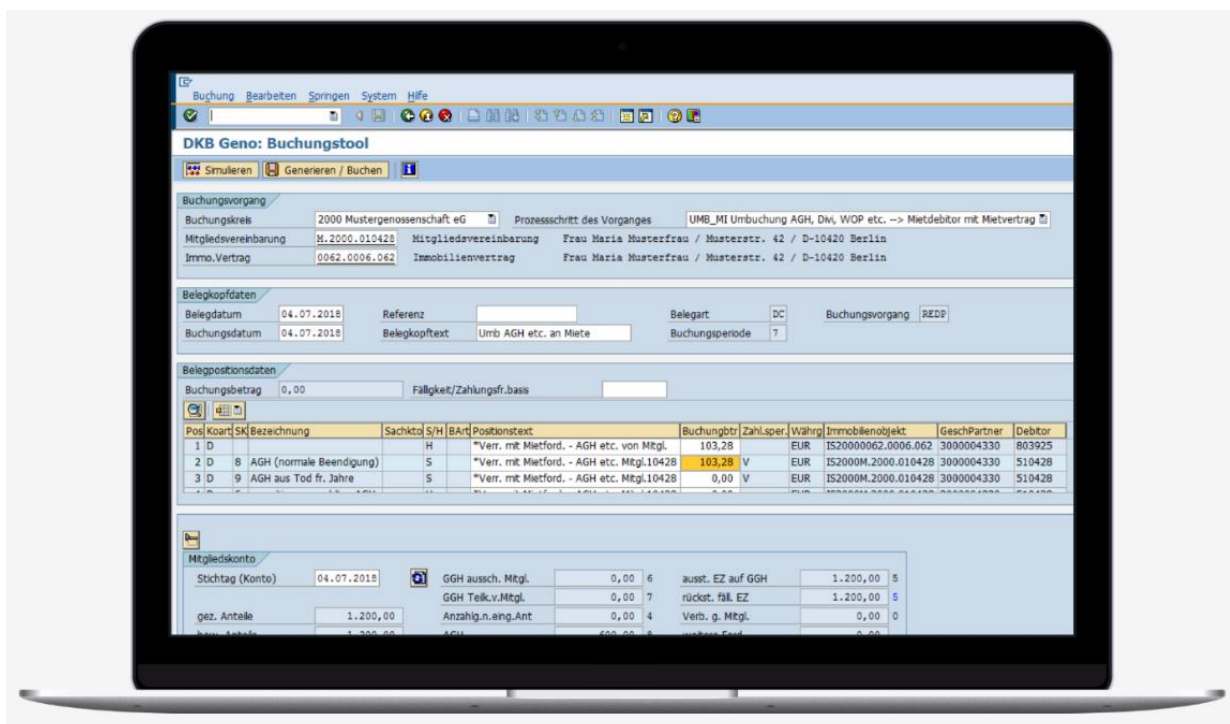 Buchung Bearbeiten Springen System Hilfe
DKB Geno: Buchungstool
Simulieren Generieren / Buchen
Buchungsvorgang
Buchungskreis 2000 Mustergenossenschaft eG Prozessschritt des Vorganges UMB_MI Umbuchung AGH, Divi, WOP etc. --> Mietdebitor mit Mietvertrag
Mitgliedsvereinbarung M.2000.010428 Mitgliedsvereinbarung Frau Maria Musterfrau / Musterstr. 42 / D-10420 Berlin
Immo.Vertrag 0062.0006.062 Immobilienvertrag Frau Maria Musterfrau / Musterstr. 42 / D-10420 Berlin
Belegkopfdaten
Belegdatum 04.07.2018 Referenz Belegart DC Buchungsvorgang REDP
Buchungsdatum 04.07.2018 Belegkopftext Umb AGH etc. an Miete Buchungsperiode 7
Belegpositionsdaten
Buchungsbetrag 0,00 Fälligkeit/Zahlungsfr.basis
Pos Koart SK Bezeichnung Sachkto S/H BArt Positionstext Buchungbtr Zahl.sper. Währg Immobilienobjekt GeschPartner Debitor
1 D H *Verr. mit Mietford. - AGH etc. von Mitgl. 103,28 EUR IS20000062.0006.062 3000004330 803925
2 D 8 AGH (normale Beendigung) S *Verr. mit Mietford. - AGH etc. Mitgl.10428 103,28 V EUR IS2000M.2000.010428 3000004330 510428
3 D 9 AGH aus Tod fr. Jahre S *Verr. mit Mietford. - AGH etc. Mitgl.10428 0,00 V EUR IS2000M.2000.010428 3000004330 510428
Mitgliedskonto
Stichtag (Konto) 04.07.2018 GGH aussch. Mitgl. 0,00 6 ausst. EZ auf GGH 1.200,00 5
GGH Teilk.v.Mitgl. 0,00 7 rückst. fäll. EZ 1.200,00 5
gez. Anteile 1.200,00 Anzahlg.n.eing.Ant 0,00 4 Verb. g. Mitgl. 0,00 0